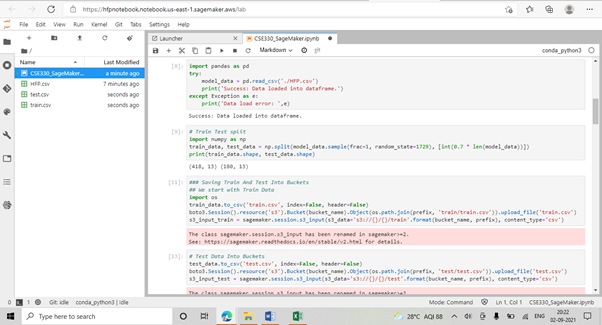 https://hfpnotebook.notebook.us-east-1.sagemaker.aws/lab
File Edit View Run Kernel Git Tabs Settings Help
/
Name Last Modified
CSE330_SageMaker... a minute ago
HFP.csv 7 minutes ago
test.csv seconds ago
train.csv seconds ago
Launcher
CSE330_SageMaker.ipynb
Markdown
conda_python3
import pandas as pd
try:
model_data = pd.read_csv('./HFP.csv')
print('Success: Data loaded into dataframe.')
except Exception as e:
print('Data load error: ',e)
Success: Data loaded into dataframe.
[9]:
# Train Test split
import numpy as np
train_data, test_data = np.split(model_data.sample(frac=1, random_state=1729), [int(0.7 * len(model_data))])
print(train_data.shape, test_data.shape)
(418, 13) (180, 13)
[11]:
### Saving Train And Test Into Buckets
## We start with Train Data
import os
train_data.to_csv('train.csv', index=False, header=False)
boto3.Session().resource('s3').Bucket(bucket_name).Object(os.path.join(prefix, 'train/train.csv')).upload_file('train.csv')
s3_input_train = sagemaker.session.s3_input(s3_data='s3://{}/{}/train'.format(bucket_name, prefix), content_type='csv')
The class sagemaker.session.s3_input has been renamed in sagemaker>=2.
See: https://sagemaker.readthedocs.io/en/stable/v2.html for details.
[13]:
# Test Data Into Buckets
test_data.to_csv('test.csv', index=False, header=False)
boto3.Session().resource('s3').Bucket(bucket_name).Object(os.path.join(prefix, 'test/test.csv')).upload_file('test.csv')
s3_input_test = sagemaker.session.s3_input(s3_data='s3://{}/{}/test'.format(bucket_name, prefix), content_type='csv')
The class sagemaker.session.s3_input has been renamed in sagemaker>=2.
0 1 Git: idle conda_python3 | Idle Mode: Command Ln 1, Col 1 CSE330_SageMaker.ipynb
Type here to search
28°C AQI 88
ENG
20:22
02-09-2021